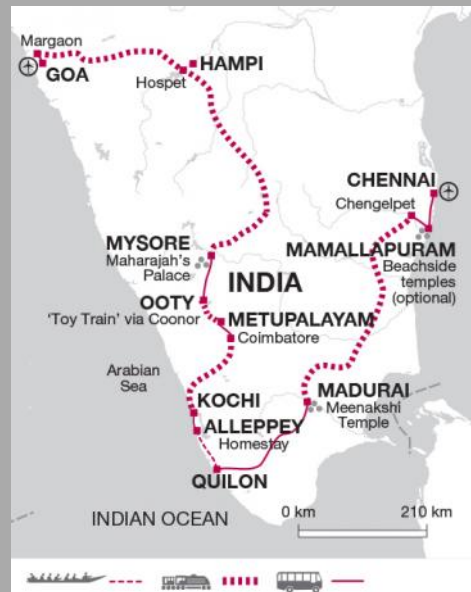 Margaon
GOA
HAMPI
Hospet
CHENNAI
Chengelpet
MAMALLAPURAM
Beachside
temples
(optional)
MYSORE
Maharajah's
Palace
INDIA
OOTY
'Toy Train' via Coonor
METUPALAYAM
Coimbatore
Arabian
Sea
KOCHI
ALLEPPEY
Homestay
MADURAI
Meenakshi
Temple
QUILON
INDIAN OCEAN
0 km 210 km